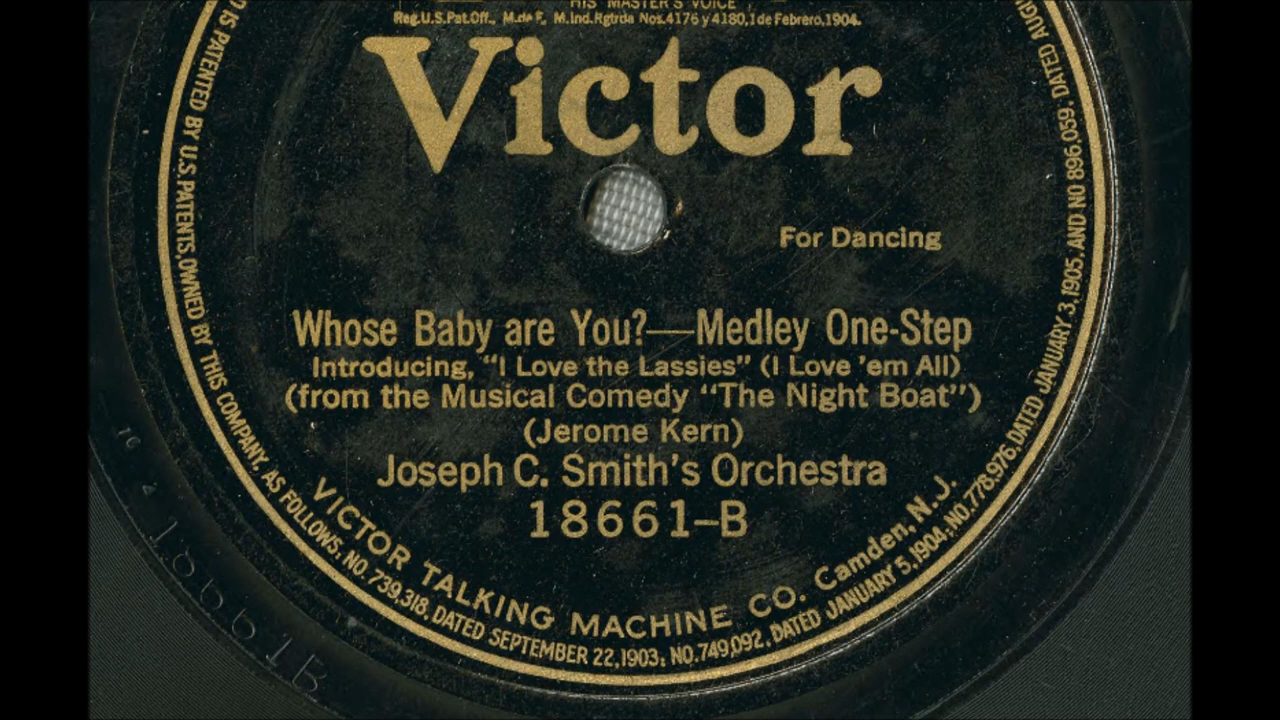 "HIS MASTER'S VOICE"
Reg.U.S.Pat.Off., M.de F., M.Ind.Rgtrda Nos.4176 y 4180,1 de Febrero,1904.
Victor
For Dancing
Whose Baby are You?—Medley One-Step
Introducing, "I Love the Lassies" (I Love 'em All)
(from the Musical Comedy "The Night Boat")
(Jerome Kern)
Joseph C. Smith's Orchestra
18661–B
VICTOR TALKING MACHINE CO. Camden, N.J.
IS PATENTED BY U.S. PATENTS, OWNED BY THIS COMPANY, AS FOLLOWS: NO. 739,318, DATED SEPTEMBER 22,1903; NO. 749,092, DATED JANUARY 5,1904; NO. 778,976, DATED JANUARY 3,1905. AND NO 896,059, DATED
18661B